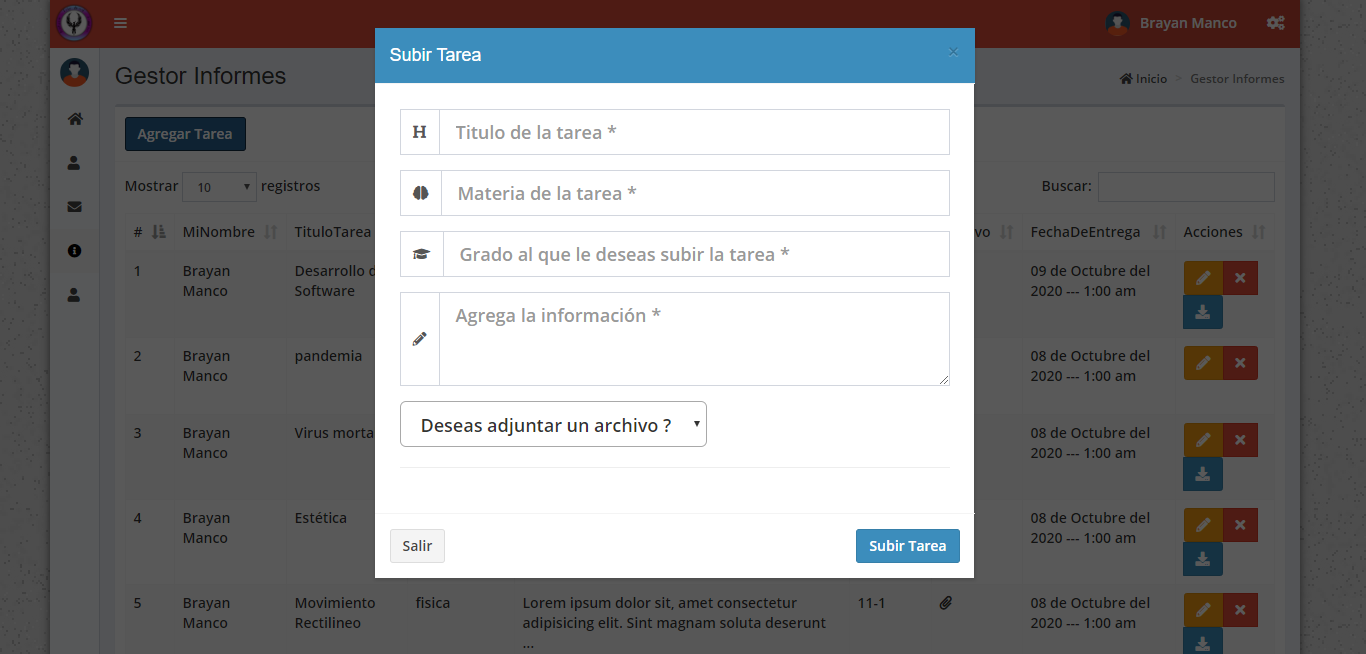 Brayan Manco
Subir Tarea ×
Gestor Informes
Inicio > Gestor Informes
Agregar Tarea
H Titulo de la tarea *
Mostrar 10 registros
Buscar:
Materia de la tarea *
# MiNombre TituloTarea vo FechaDeEntrega Acciones
Grado al que le deseas subir la tarea *
1 Brayan Manco Desarrollo d Software 09 de Octubre del 2020 --- 1:00 am
Agrega la información *
2 Brayan Manco pandemia 08 de Octubre del 2020 --- 1:00 am
3 Brayan Manco Virus morta 08 de Octubre del 2020 --- 1:00 am
Deseas adjuntar un archivo ?
4 Brayan Manco Estética 08 de Octubre del 2020 --- 1:00 am
Salir Subir Tarea
5 Brayan Manco Movimiento Rectilineo fisica Lorem ipsum dolor sit, amet consectetur adipisicing elit. Sint magnam soluta deserunt ... 11-1 08 de Octubre del 2020 --- 1:00 am